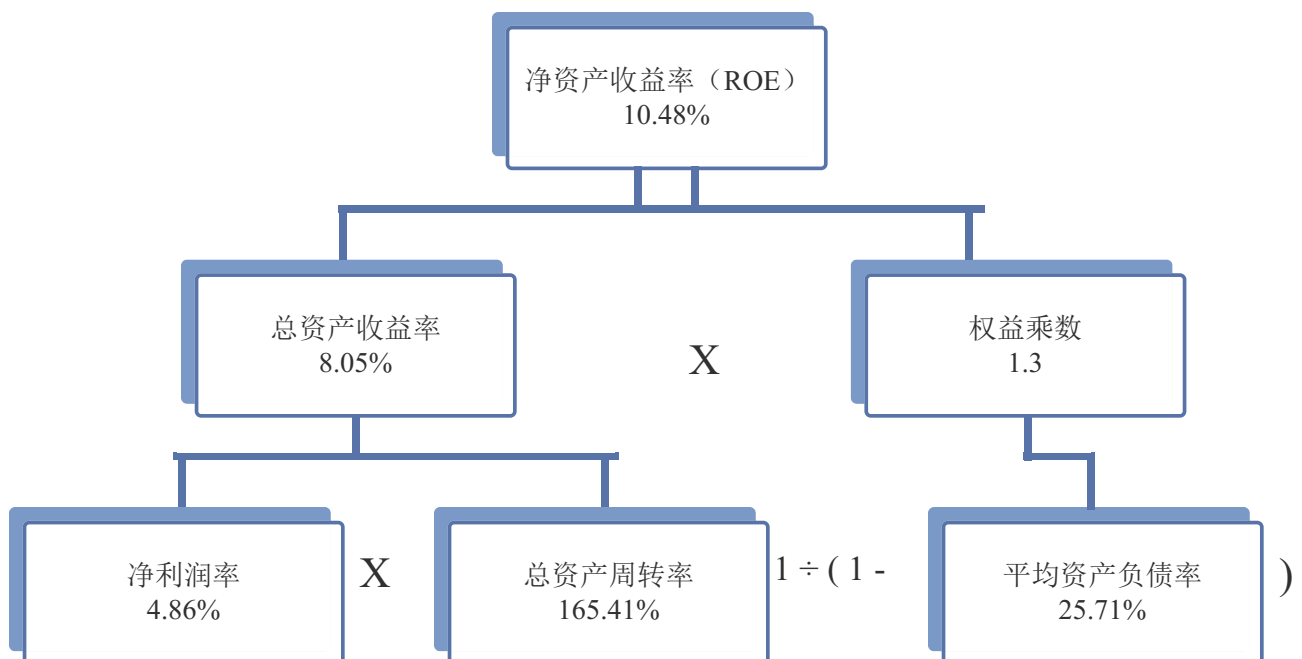 净资产收益率（ROE）
10.48%
总资产收益率
8.05%
X
权益乘数
1.3
净利润率
4.86%
X
总资产周转率
165.41%
1 ÷ ( 1 -
平均资产负债率
25.71%
)